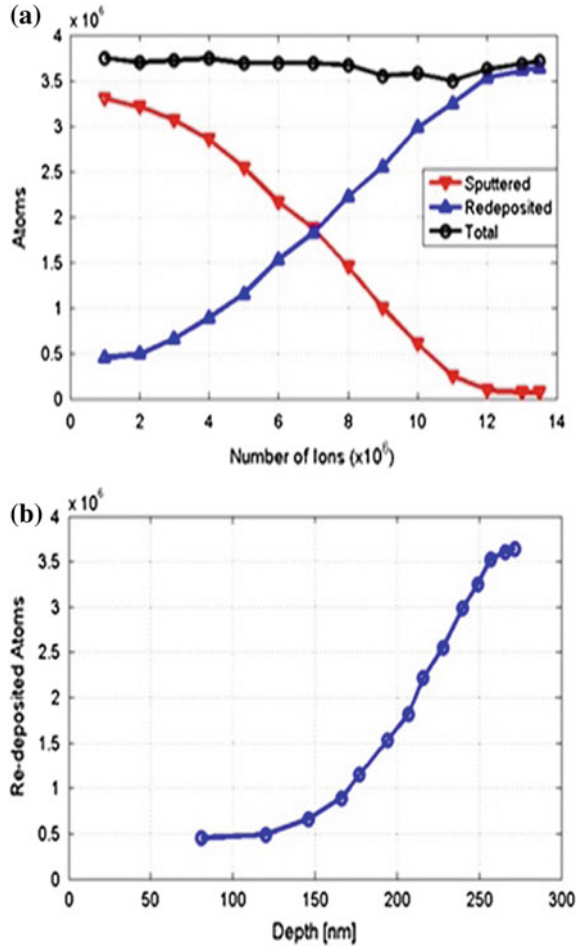 (a)
x 10^6
4
3.5
3
2.5
2
1.5
1
0.5
0
Atoms
Sputtered
Redeposited
Total
0 2 4 6 8 10 12 14
Number of Ions (x10^6)
(b)
x 10^6
4
3.5
3
2.5
2
1.5
1
0.5
0
Re-deposited Atoms
0 50 100 150 200 250 300
Depth [nm]